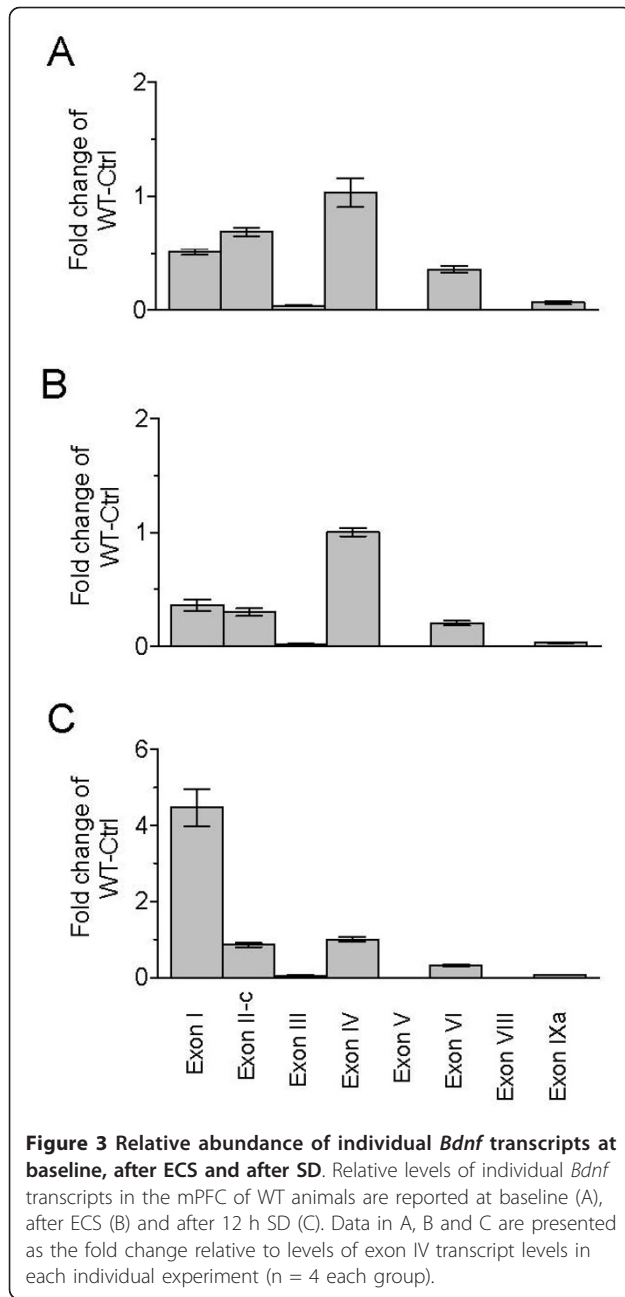 A
Fold change of
WT-Ctrl
2
1
0
B
Fold change of
WT-Ctrl
2
1
0
C
Fold change of
WT-Ctrl
6
4
2
0
Exon I
Exon II-c
Exon III
Exon IV
Exon V
Exon VI
Exon VIII
Exon IXa
Figure 3 Relative abundance of individual Bdnf transcripts at
baseline, after ECS and after SD. Relative levels of individual Bdnf
transcripts in the mPFC of WT animals are reported at baseline (A),
after ECS (B) and after 12 h SD (C). Data in A, B and C are presented
as the fold change relative to levels of exon IV transcript levels in
each individual experiment (n = 4 each group).